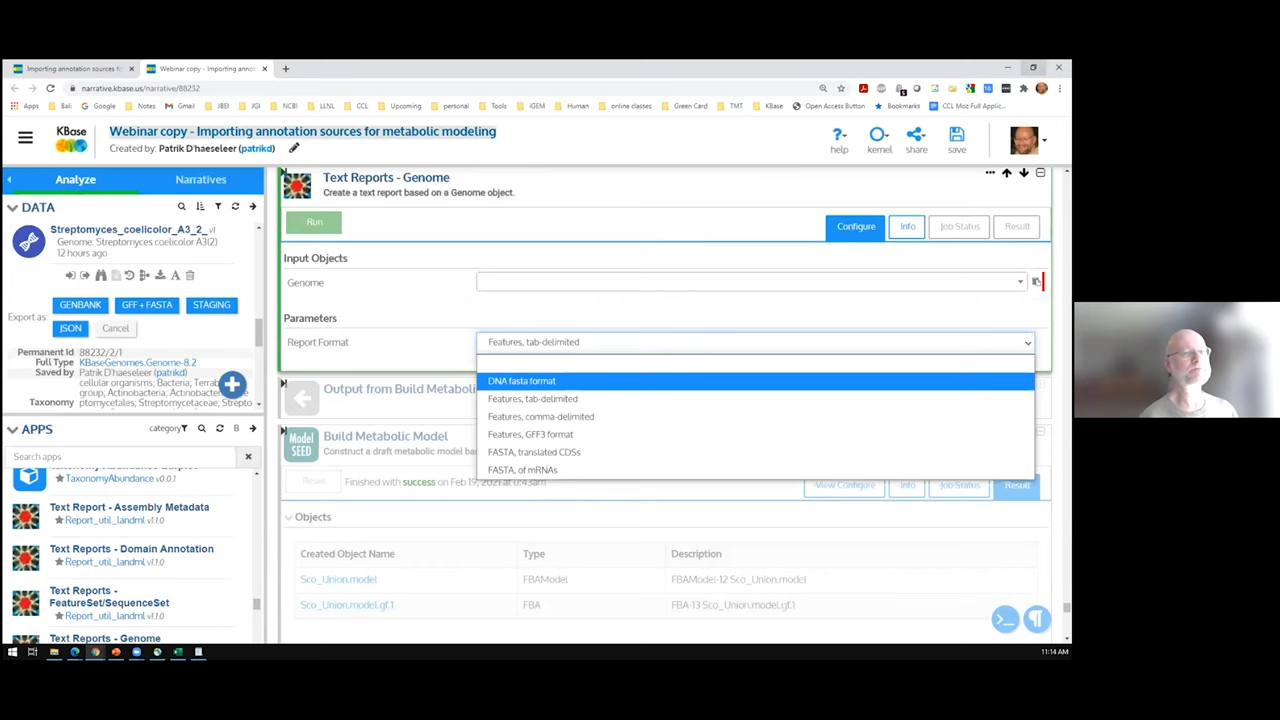 Importing annotation sources fo
Webinar copy - Importing annot
narrative.kbase.us/narrative/88232
Apps
Bali
Google
Notes
Gmail
JBEI
JGI
NCBI
LLNL
CCL
Upcoming
personal
Tools
iGEM
Human
online classes
Green Card
TMT
KBase
Open Access Button
Bookmarks
CCL Moz Full Applic...
KBase
Webinar copy - Importing annotation sources for metabolic modeling
Created by: Patrik D'haeseleer (patrikd)
help
kernel
share
save
Analyze
Narratives
DATA
Streptomyces_coelicolor_A3_2_ v1
Genome: Streptomyces coelicolor A3(2)
12 hours ago
GENBANK
GFF + FASTA
STAGING
Export as:
JSON
Cancel
Permanent Id 88232/2/1
Full Type KBaseGenomes.Genome-8.2
Saved by patrikd (patrikd)
cellular organisms; Bacteria; Terrab
group; Actinobacteria; Actinobacte
Taxonomy ptomycetales; Streptomycetaceae; Strepto
APPS
category
B
Search apps
TaxonomyAbundance v0.0.1
Text Report - Assembly Metadata
Report_util_landml v1.1.0
Text Reports - Domain Annotation
Report_util_landml v1.1.0
Text Reports -
FeatureSet/SequenceSet
Report_util_landml v1.1.0
Text Reports - Genome
Text Reports - Genome
Create a text report based on a Genome object.
Run
Configure
Info
Job Status
Result
Input Objects
Genome
Parameters
Report Format
Features, tab-delimited
DNA fasta format
Features, tab-delimited
Features, comma-delimited
Features, GFF3 format
FASTA, translated CDSs
FASTA, of mRNAs
Output from Build Metaboli
Model SEED
Build Metabolic Model
Construct a draft metabolic model bas
Reset
Finished with success on Feb 19, 2021 at 0:43am
View Configure
Info
Job Status
Result
Objects
Created Object Name
Type
Description
Sco_Union.model
FBAModel
FBAModel-12 Sco_Union.model
Sco_Union.model.gf.1
FBA
FBA-13 Sco_Union.model.gf.1
11:14 AM